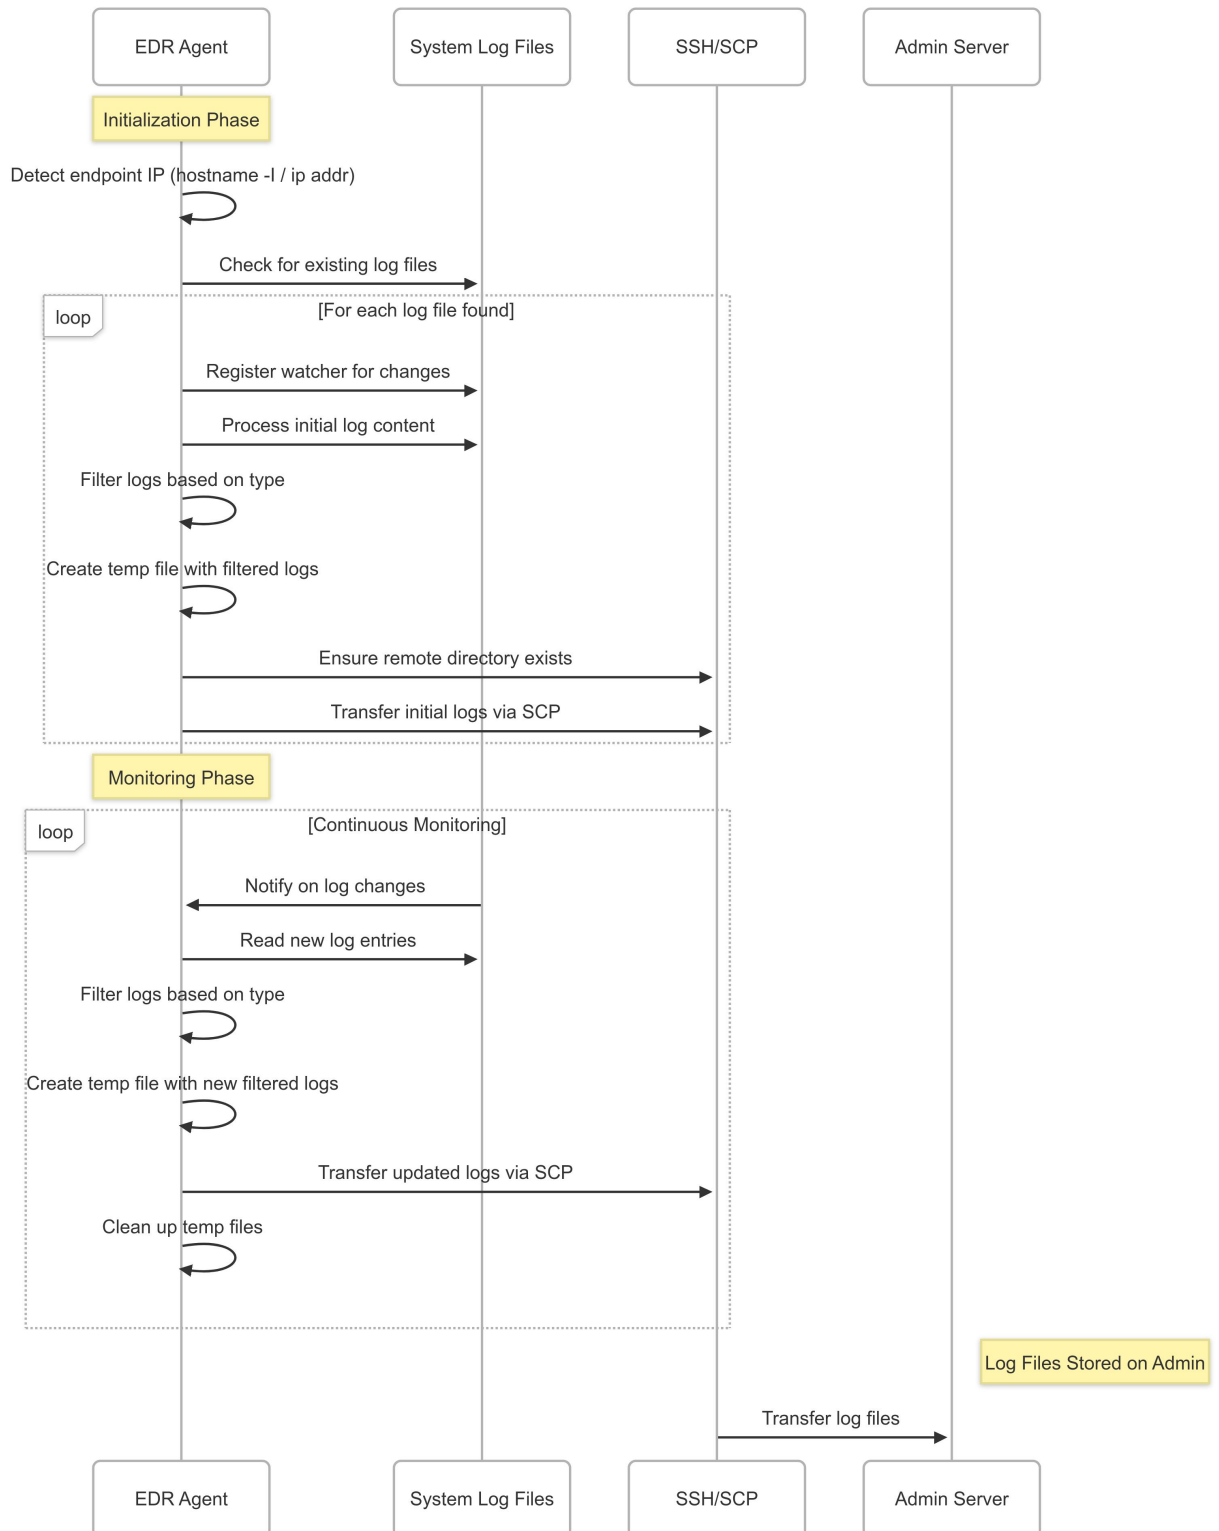 EDR Agent
System Log Files
SSH/SCP
Admin Server
Initialization Phase
Detect endpoint IP (hostname -I / ip addr)
Check for existing log files
loop
[For each log file found]
Register watcher for changes
Process initial log content
Filter logs based on type
Create temp file with filtered logs
Ensure remote directory exists
Transfer initial logs via SCP
Monitoring Phase
loop
[Continuous Monitoring]
Notify on log changes
Read new log entries
Filter logs based on type
Create temp file with new filtered logs
Transfer updated logs via SCP
Clean up temp files
Log Files Stored on Admin
Transfer log files
EDR Agent
System Log Files
SSH/SCP
Admin Server